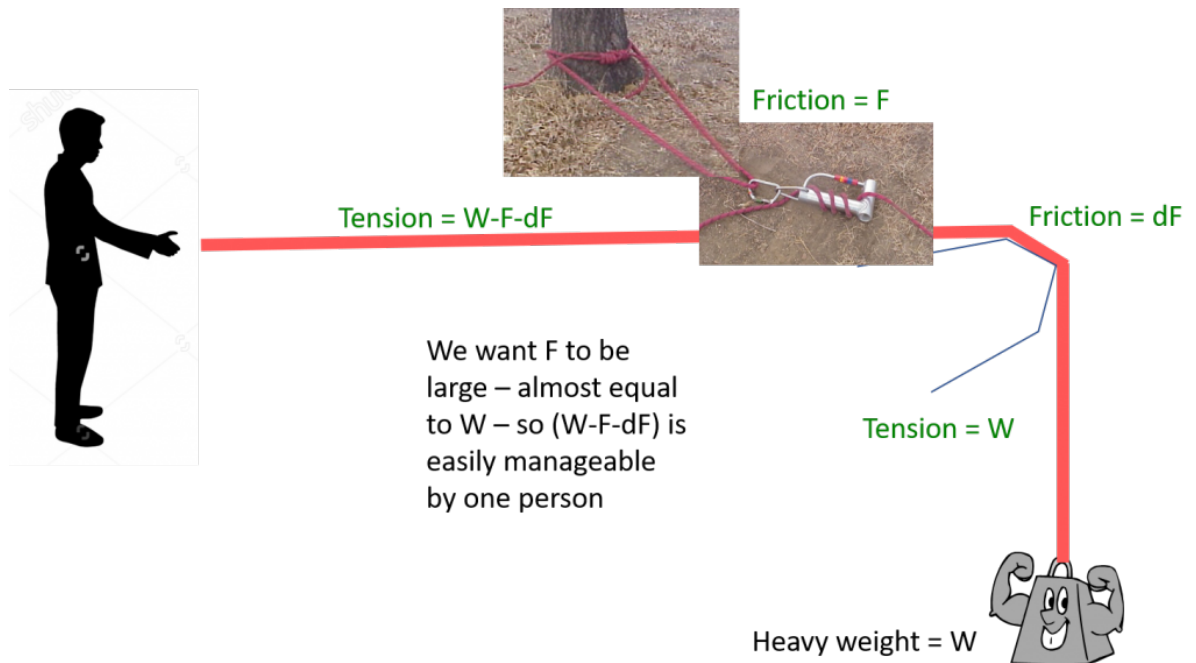 Friction = F
Tension = W-F-dF
Friction = dF
We want F to be
large – almost equal
to W – so (W-F-dF) is
easily manageable
by one person
Tension = W
Heavy weight = W